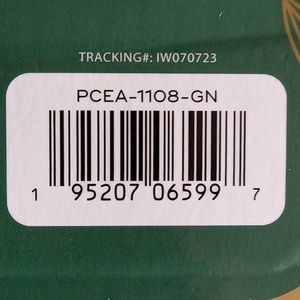 TRACKING#: IW070723
PCEA-1108-GN
1 95207 06599 7